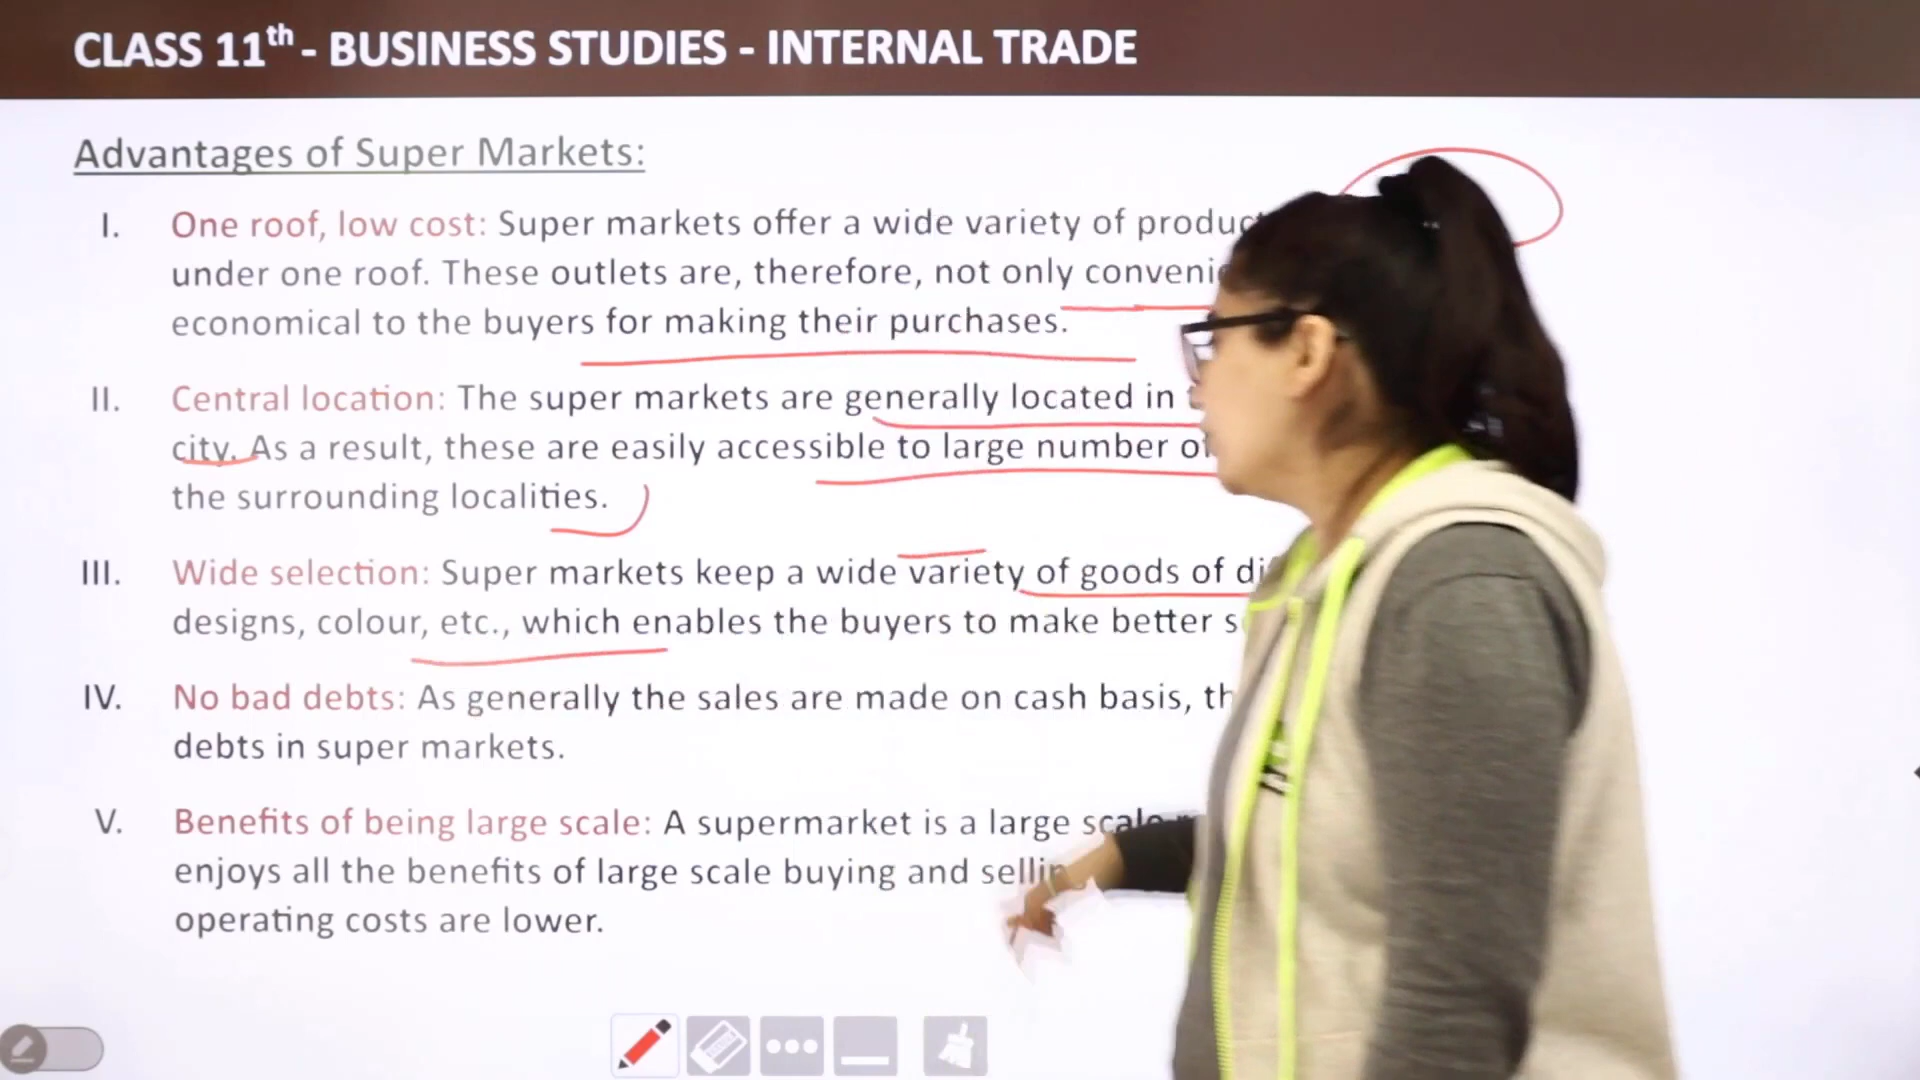 CLASS 11th - BUSINESS STUDIES - INTERNAL TRADE
Advantages of Super Markets:
I. One roof, low cost: Super markets offer a wide variety of
under one roof. These outlets are, therefore, not only
economical to the buyers for making their purchases.
II. Central location: The super markets are generally located in
city. As a result, these are easily accessible to large number
the surrounding localities.
III. Wide selection: Super markets keep a wide variety of goods of
designs, colour, etc., which enables the buyers to make better
IV. No bad debts: As generally the sales are made on cash basis,
debts in super markets.
V. Benefits of being large scale: A supermarket is a large scale
enjoys all the benefits of large scale buying and
operating costs are lower.